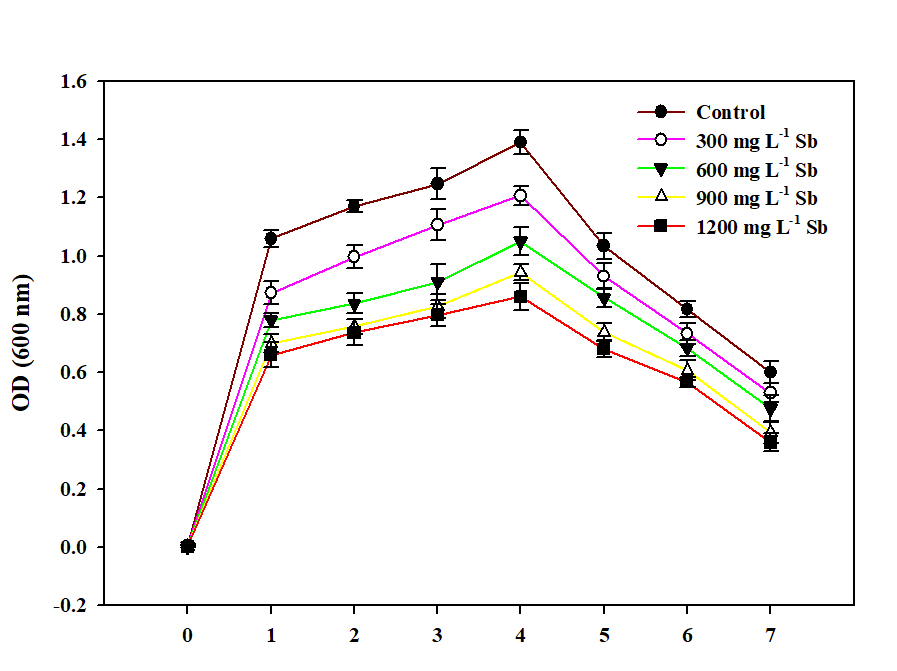 1.6
1.4
1.2
1.0
0.8
0.6
0.4
0.2
0.0
-0.2
OD (600 nm)
Control
300 mg L⁻¹ Sb
600 mg L⁻¹ Sb
900 mg L⁻¹ Sb
1200 mg L⁻¹ Sb
0 1 2 3 4 5 6 7